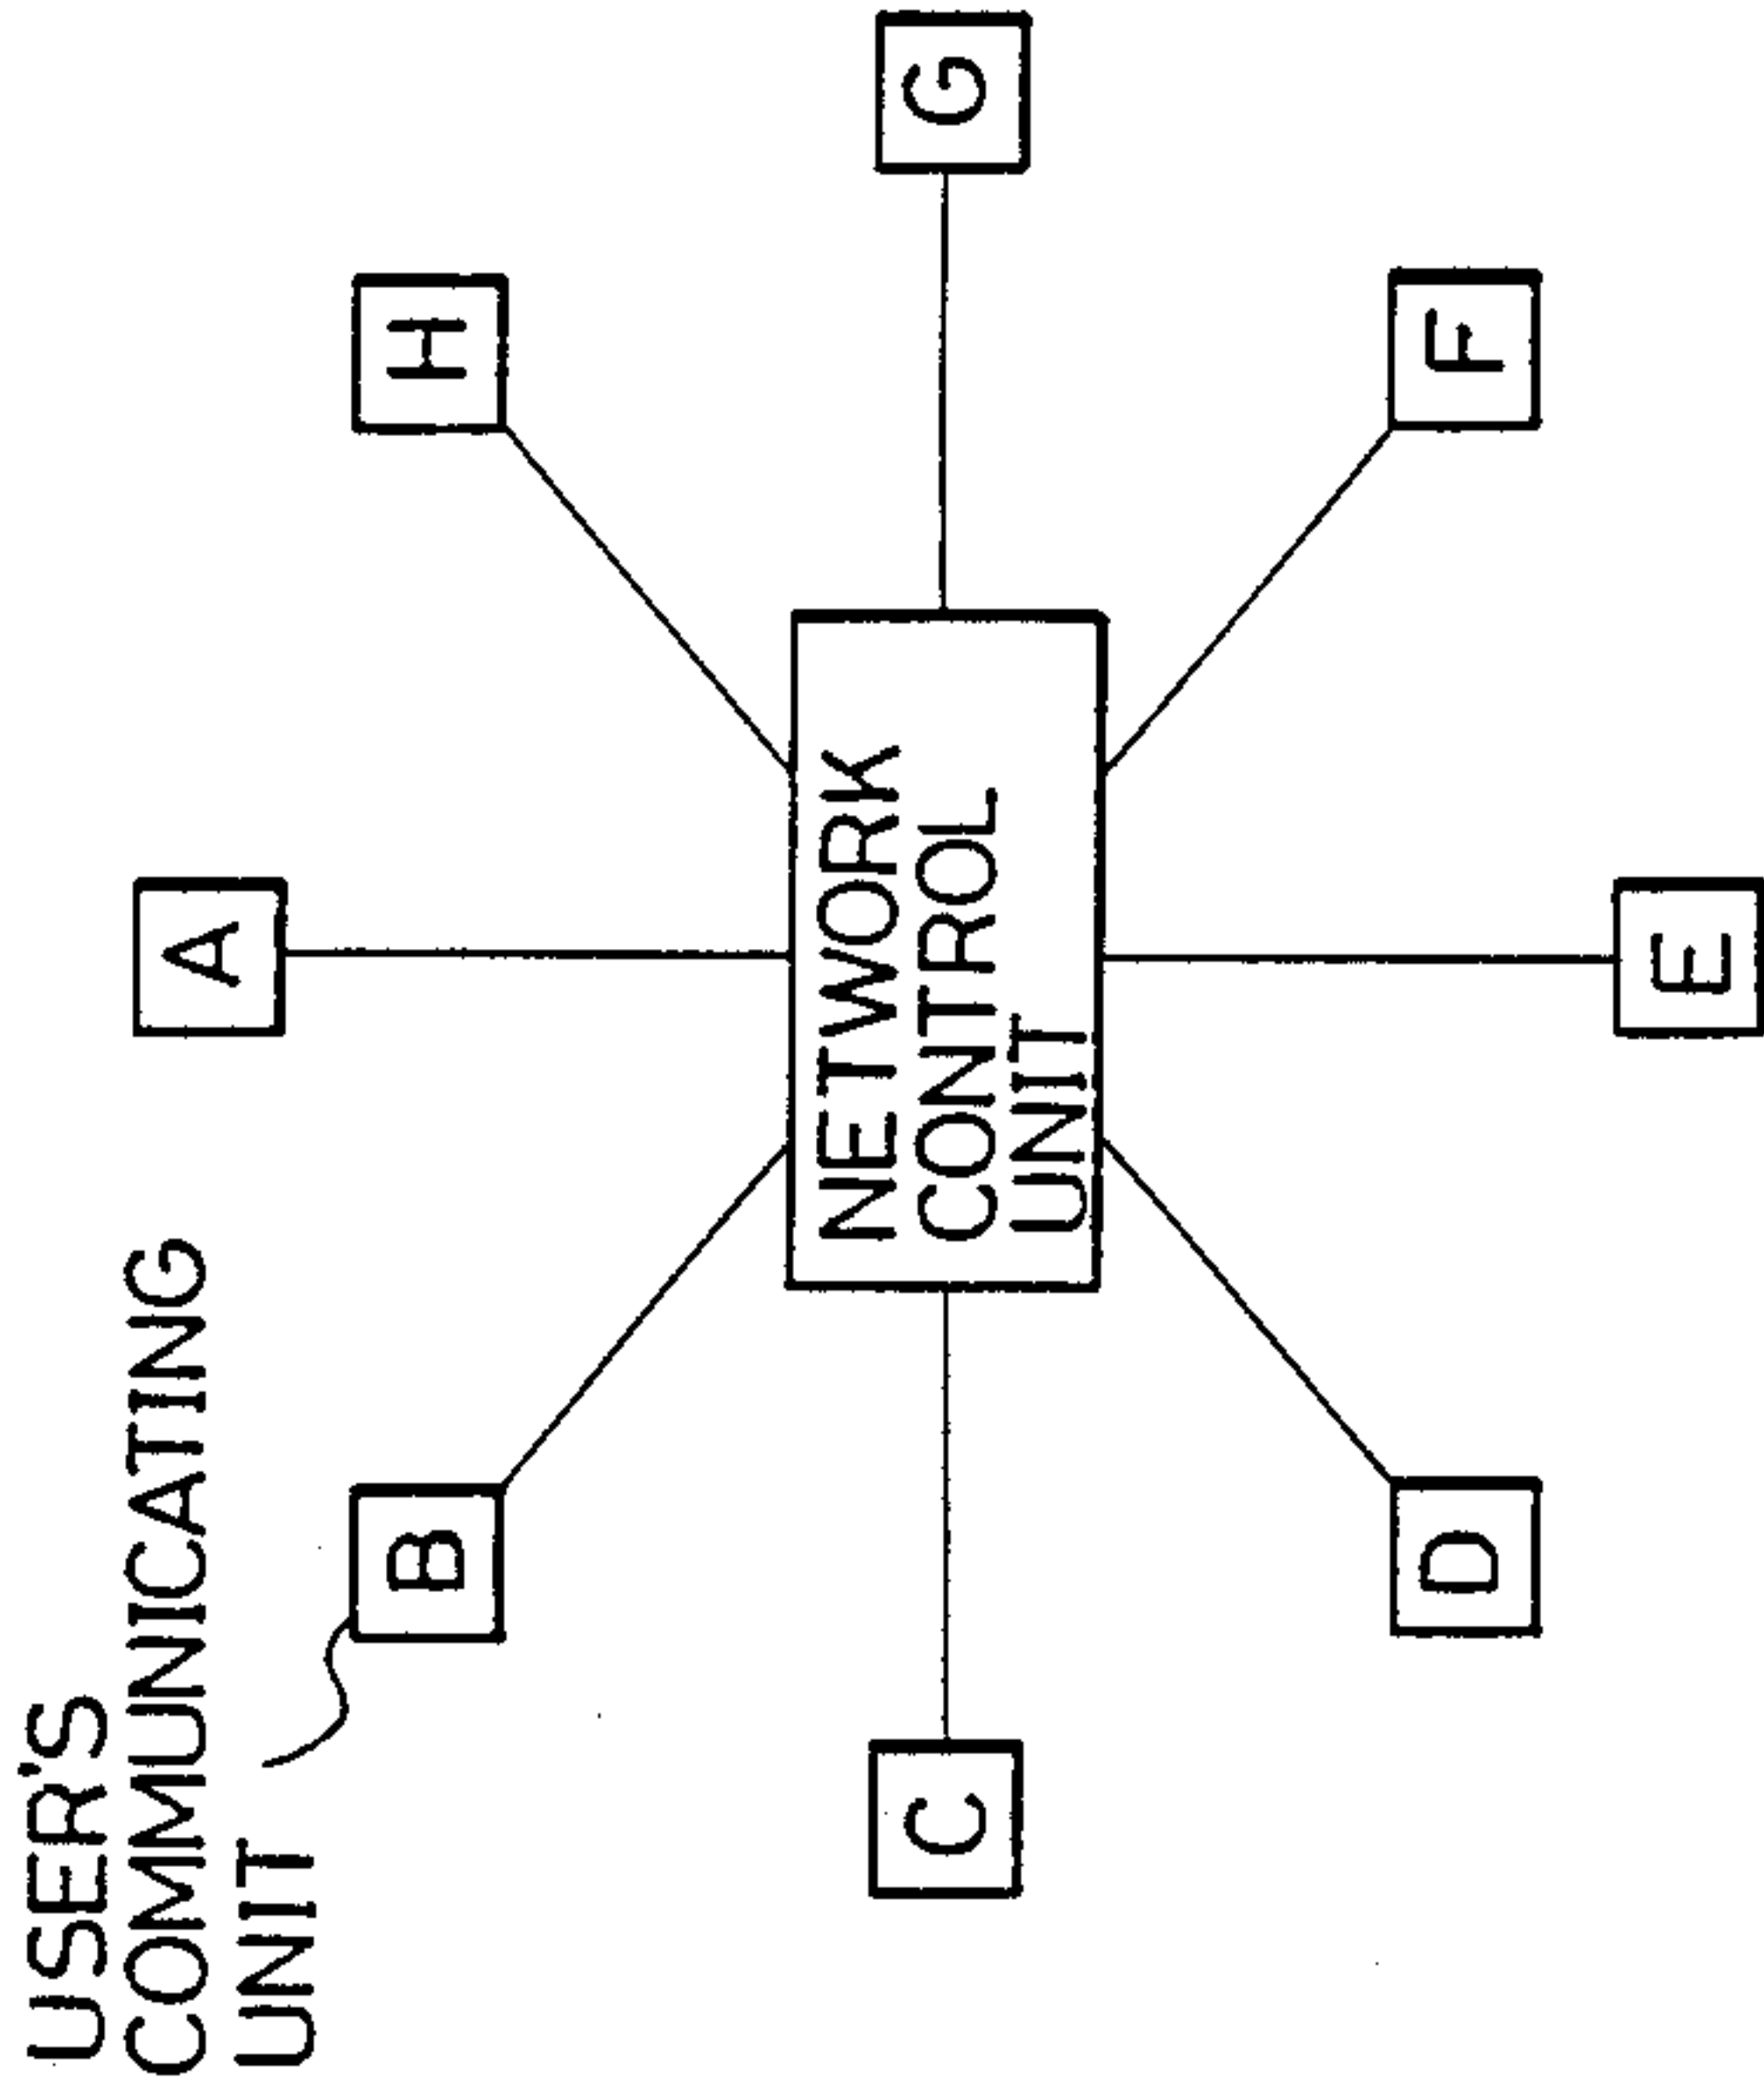 USER'S
COMMUNICATING
UNIT
A
B
H
C
NETWORK
CONTROL
UNIT
G
D
F
E